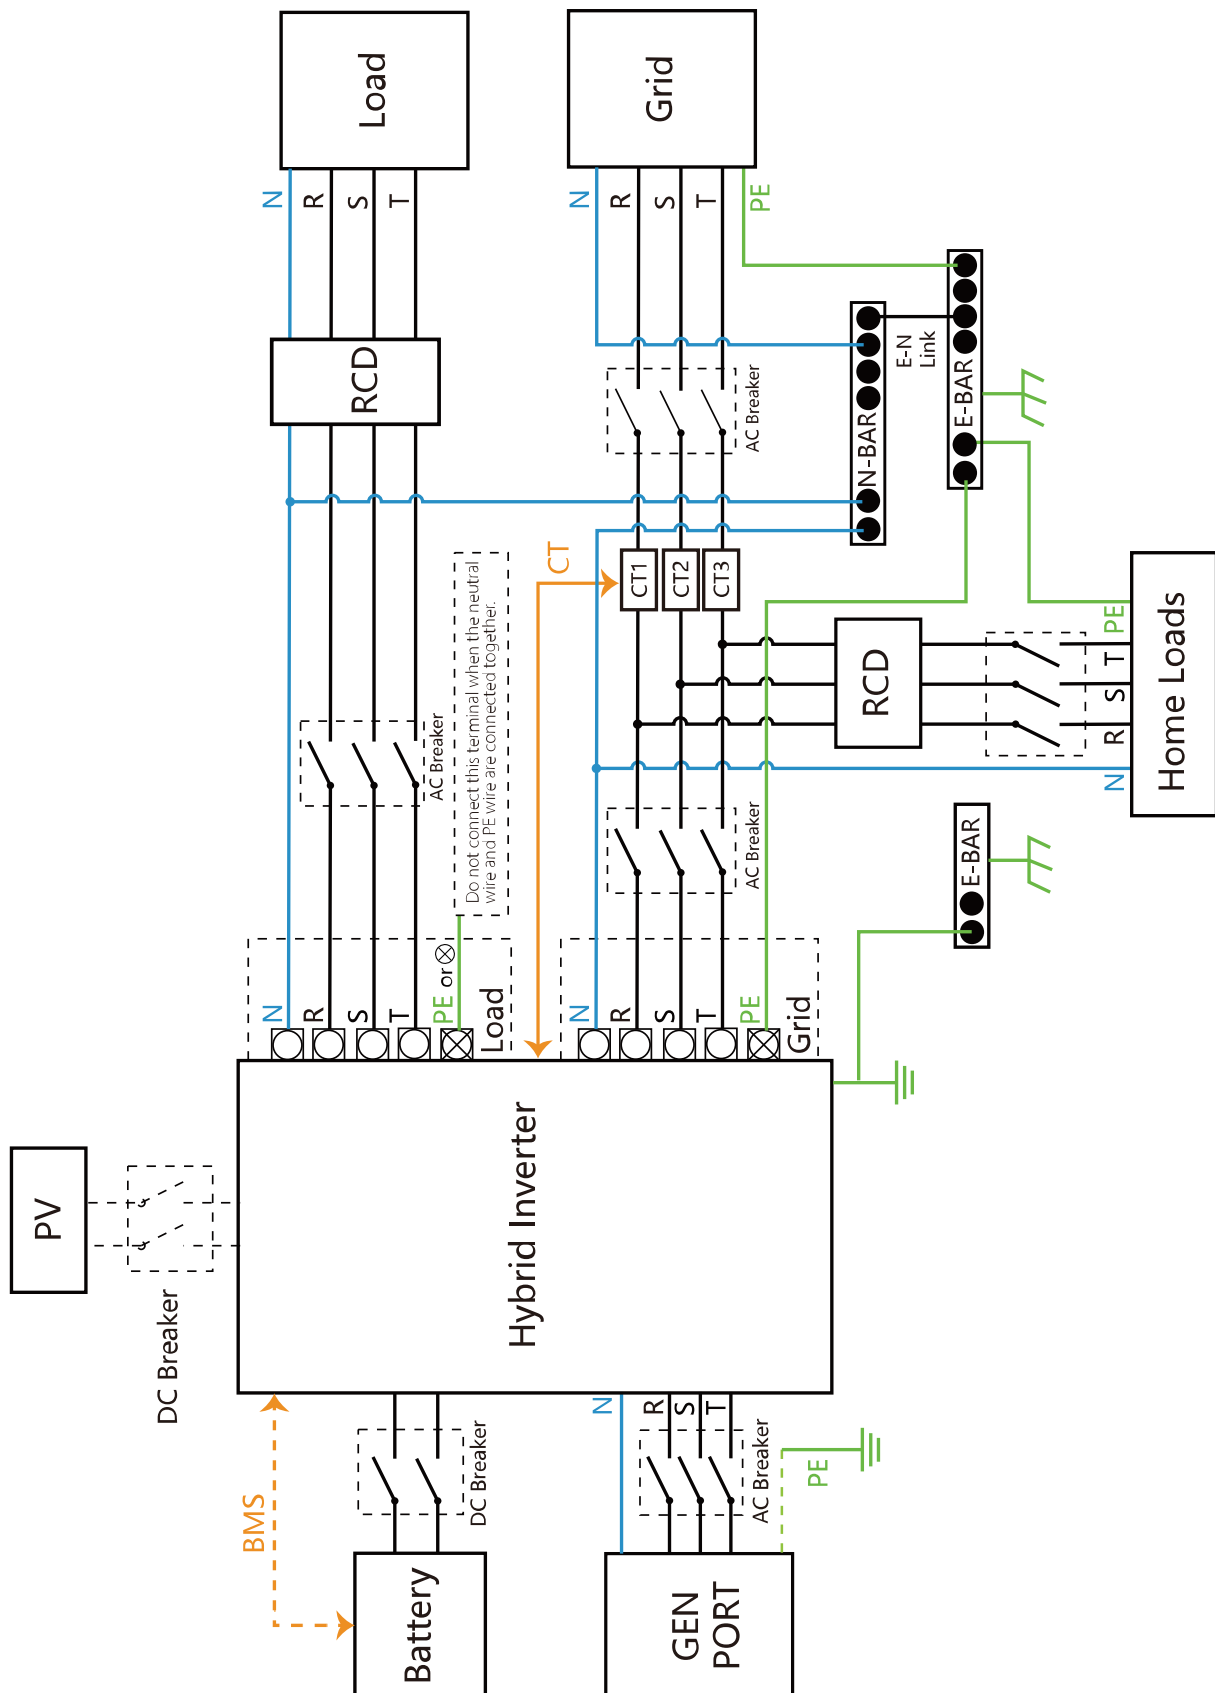 Load
Grid
N
R
S
T
N
R
S
T
PE
RCD
AC Breaker
E-N
Link
N-BAR
E-BAR
CT
CT1
CT2
CT3
Do not connect this terminal when the neutral
wire and PE wire are connected together.
AC Breaker
AC Breaker
RCD
PE
T
S
R
N
Home Loads
E-BAR
N
R
S
T
PE or
Load
N
R
S
T
PE
Grid
Hybrid Inverter
PV
DC Breaker
BMS
DC Breaker
N
R
S
T
AC Breaker
PE
Battery
GEN
PORT